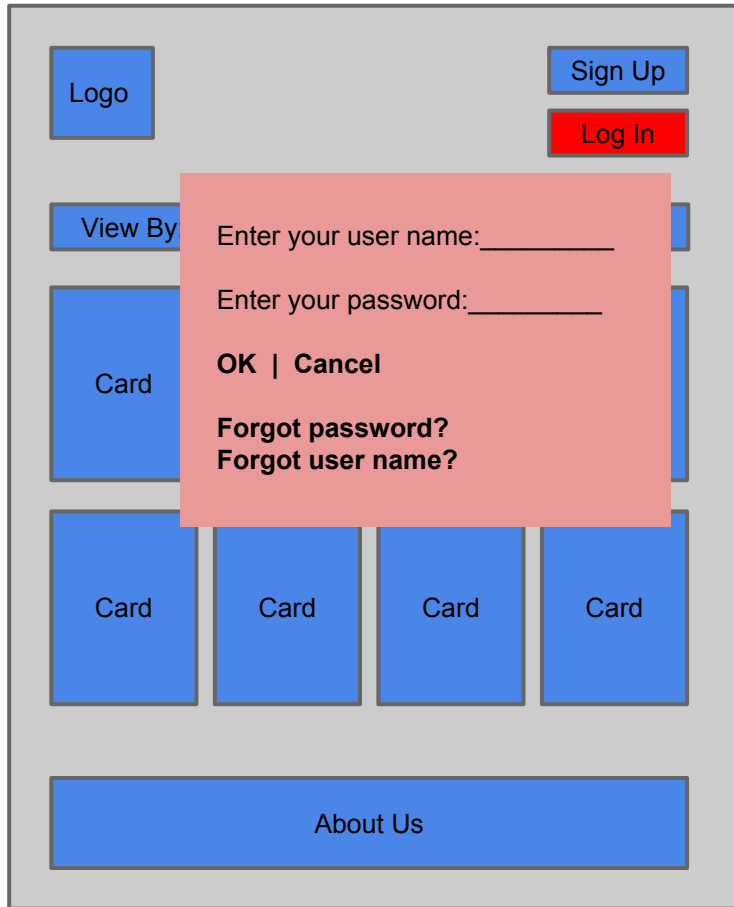 Logo
Sign Up
Log In
View By:
Enter your user name:_________
Enter your password:_________
Card
OK | Cancel
Forgot password?
Forgot user name?
Card
Card
Card
Card
About Us